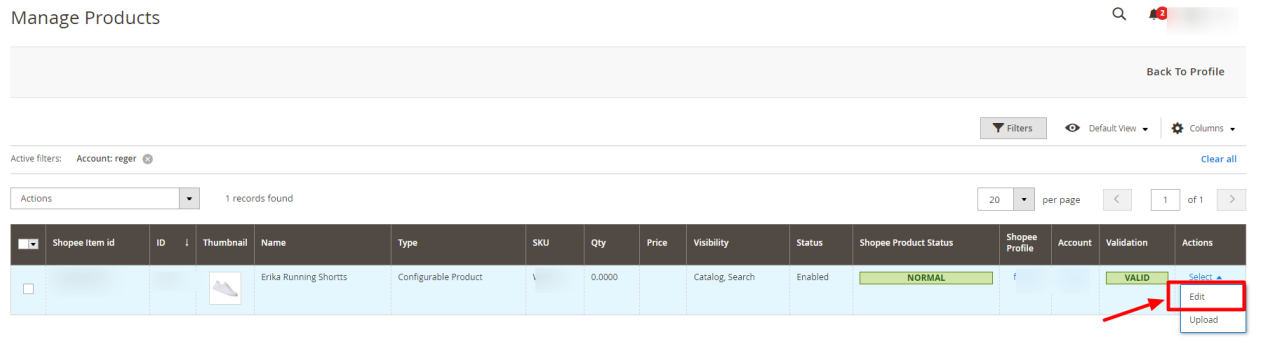 Manage Products
2
Back To Profile
Filters
Default View
Columns
Active filters: Account: reger
Clear all
Actions
1 records found
20
per page
1
of 1
Shopee Item id
ID
Thumbnail
Name
Type
SKU
Qty
Price
Visibility
Status
Shopee Product Status
Shopee
Profile
Account
Validation
Actions
Erika Running Shortts
Configurable Product
0.0000
Catalog, Search
Enabled
NORMAL
f
VALID
Select
Edit
Upload